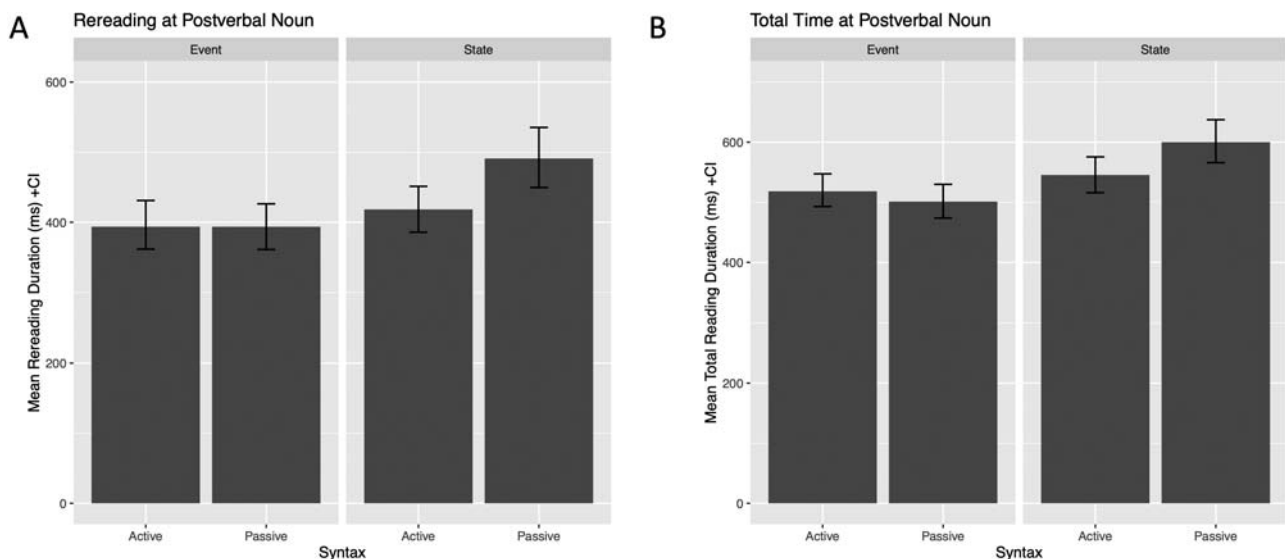 A
Rereading at Postverbal Noun
Event
State
Mean Rereading Duration (ms) +CI
600
400
200
0
Active
Passive
Active
Passive
Syntax
B
Total Time at Postverbal Noun
Event
State
Mean Total Reading Duration (ms) +CI
600
400
200
0
Active
Passive
Active
Passive
Syntax